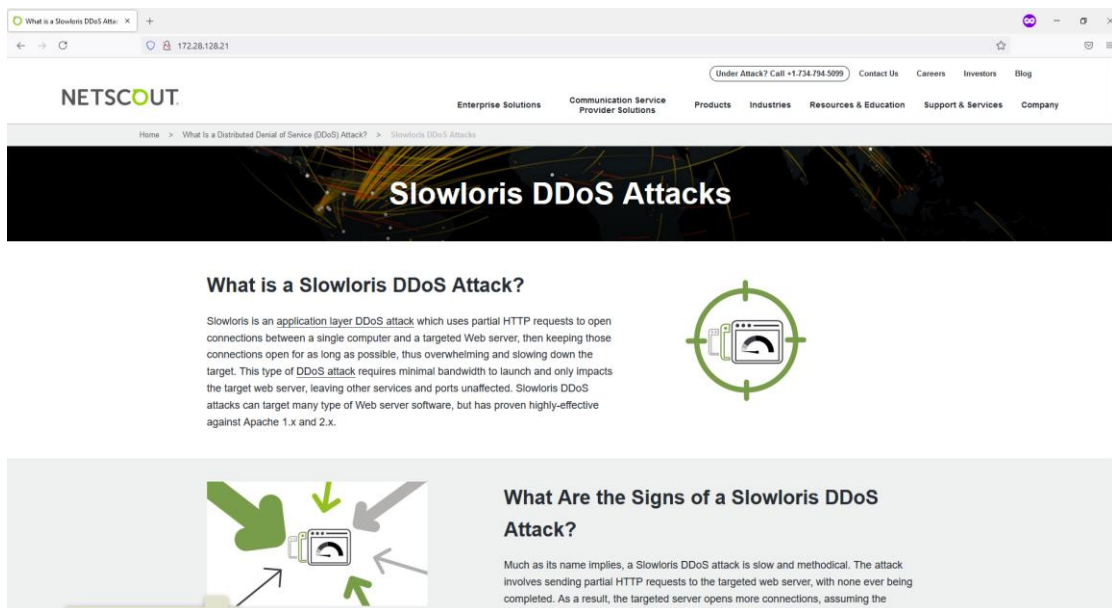 What is a Slowloris DDoS Attac
172.28.128.21
Under Attack? Call +1-734-794-5099 Contact Us Careers Investors Blog
NETSCOUT.
Enterprise Solutions Communication Service Provider Solutions Products Industries Resources & Education Support & Services Company
Home > What Is a Distributed Denial of Service (DDoS) Attack? > Slowloris DDoS Attacks
Slowloris DDoS Attacks
What is a Slowloris DDoS Attack?
Slowloris is an application layer DDoS attack which uses partial HTTP requests to open
connections between a single computer and a targeted Web server, then keeping those
connections open for as long as possible, thus overwhelming and slowing down the
target. This type of DDoS attack requires minimal bandwidth to launch and only impacts
the target web server, leaving other services and ports unaffected. Slowloris DDoS
attacks can target many type of Web server software, but has proven highly-effective
against Apache 1.x and 2.x.
What Are the Signs of a Slowloris DDoS
Attack?
Much as its name implies, a Slowloris DDoS attack is slow and methodical. The attack
involves sending partial HTTP requests to the targeted web server, with none ever being
completed. As a result, the targeted server opens more connections, assuming the